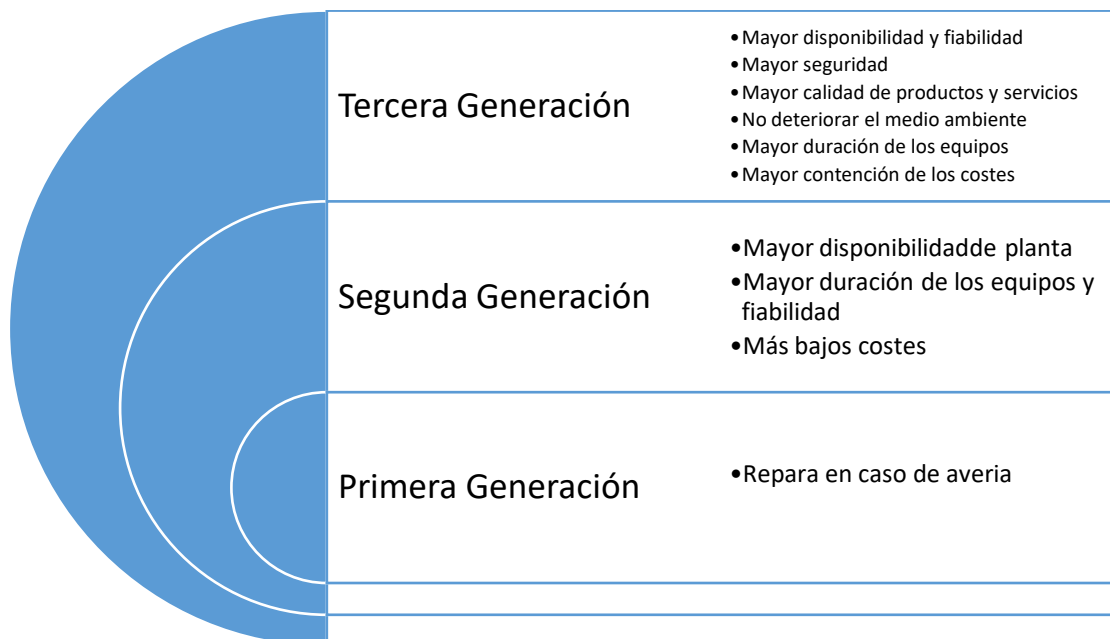 Tercera Generación
•Mayor disponibilidad y fiabilidad
•Mayor seguridad
•Mayor calidad de productos y servicios
•No deteriorar el medio ambiente
•Mayor duración de los equipos
•Mayor contención de los costes
Segunda Generación
•Mayor disponibilidadde planta
•Mayor duración de los equipos y
fiabilidad
•Más bajos costes
Primera Generación
•Repara en caso de averia